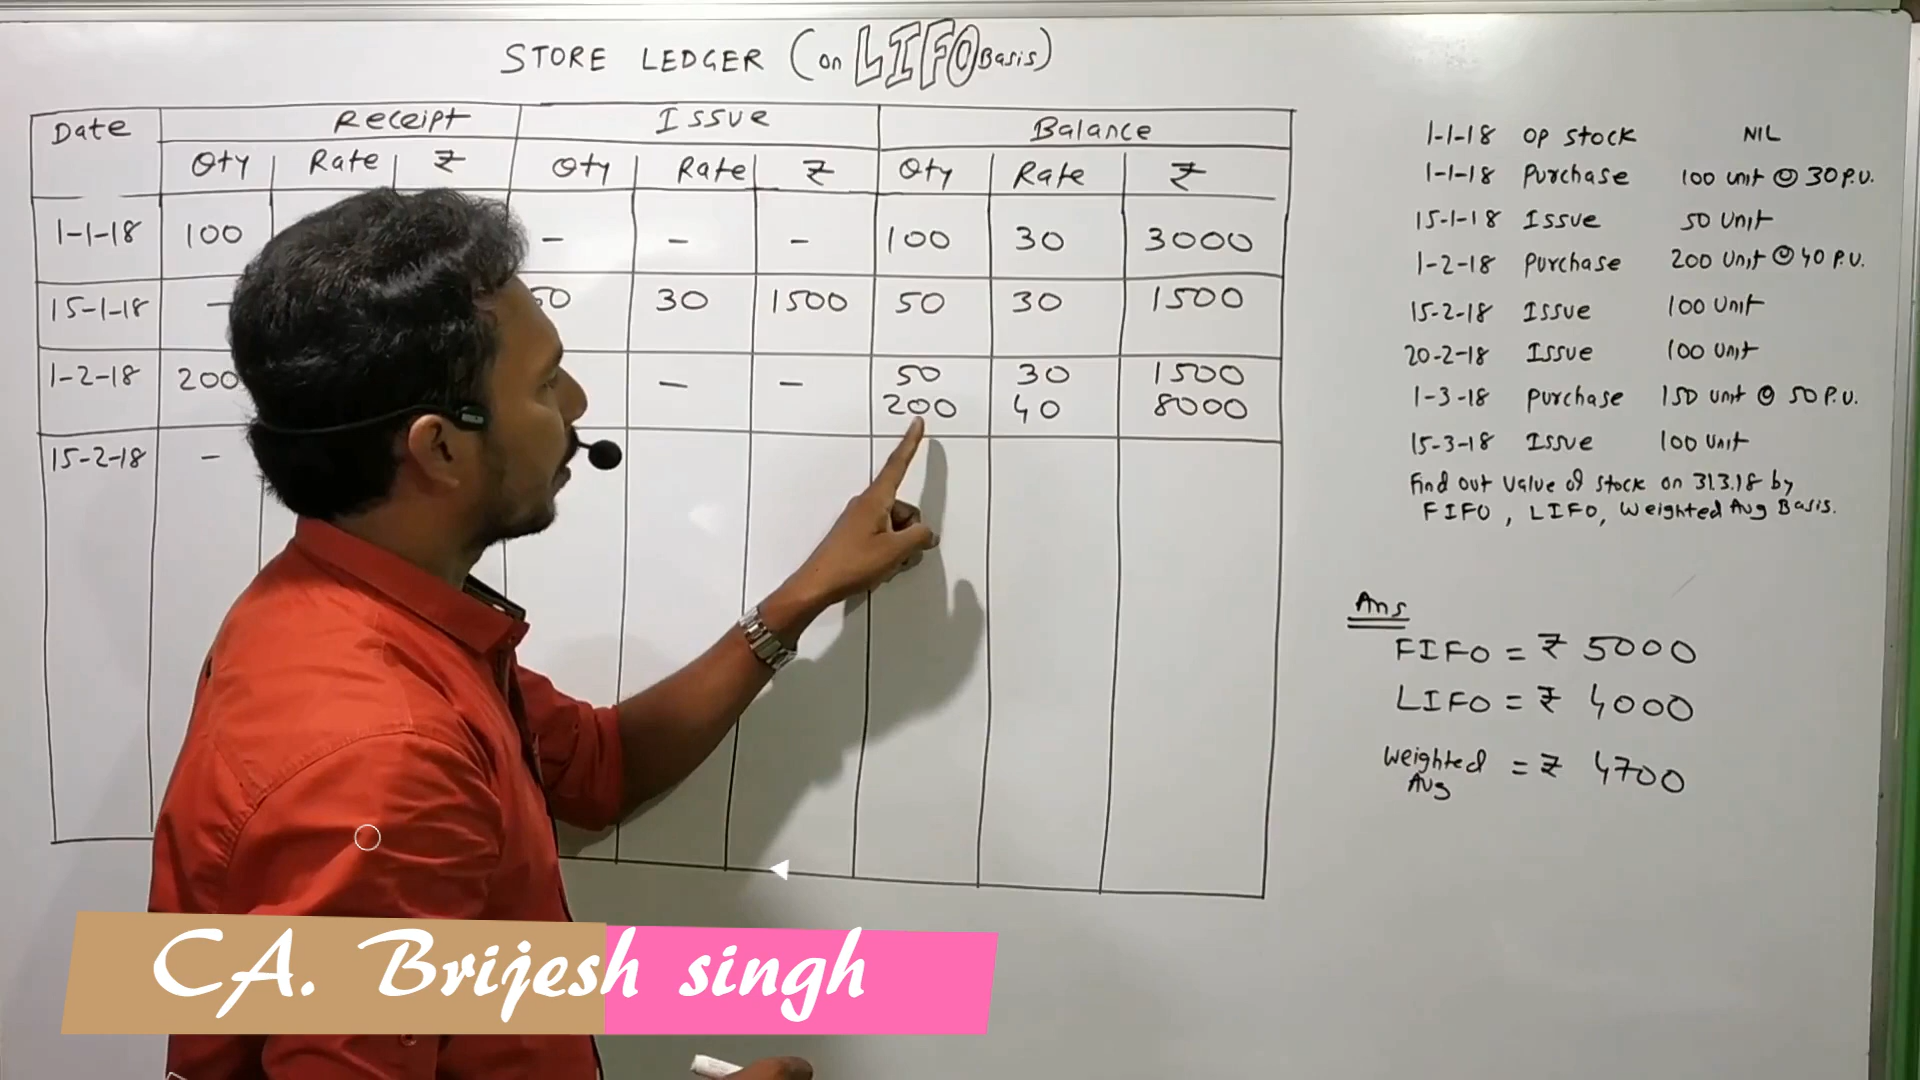 STORE LEDGER (on LIFO Basis)
Date Receipt Issue Balance
Qty Rate ₹ Qty Rate ₹ Qty Rate ₹
1-1-18 100 - - - 100 30 3000
15-1-18 - 50 30 1500 50 30 1500
1-2-18 200 - - 50 30 1500
200 40 8000
15-2-18 -
1-1-18 OP Stock NIL
1-1-18 Purchase 100 unit @ 30 P.U.
15-1-18 Issue 50 Unit
1-2-18 Purchase 200 Unit @ 40 P.U.
15-2-18 Issue 100 Unit
20-2-18 Issue 100 Unit
1-3-18 Purchase 150 unit @ 50 P.U.
15-3-18 Issue 100 Unit
Find out Value of Stock on 31.3.18 by
FIFO, LIFO, Weighted Avg Basis.
Ans
FIFO = ₹ 5000
LIFO = ₹ 4000
Weighted Avg = ₹ 4700
CA. Brijesh singh